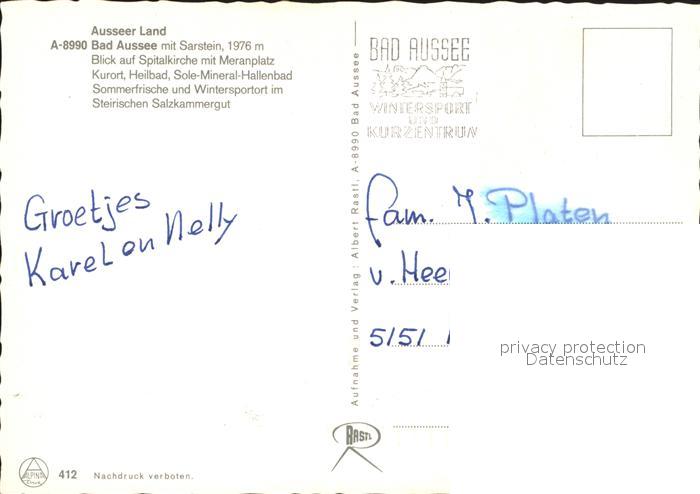 Ausseer Land
A-8990 Bad Aussee mit Sarstein, 1976 m
Blick auf Spitalkirche mit Meranplatz
Kurort, Heilbad, Sole-Mineral-Hallenbad
Sommerfrische und Wintersportort im
Steirischen Salzkammergut
Groetjes
Karel en Nelly
412 Nachdruck verboten.
ALPINA
Aufnahme und Verlag: Albert Rastl, A-8990 Bad Aussee
BAD AUSSEE
WINTERSPORT
UND
KURZENTRUM
fam. J. Platen
v. Hee
5151
privacy protection
Datenschutz
RASTL